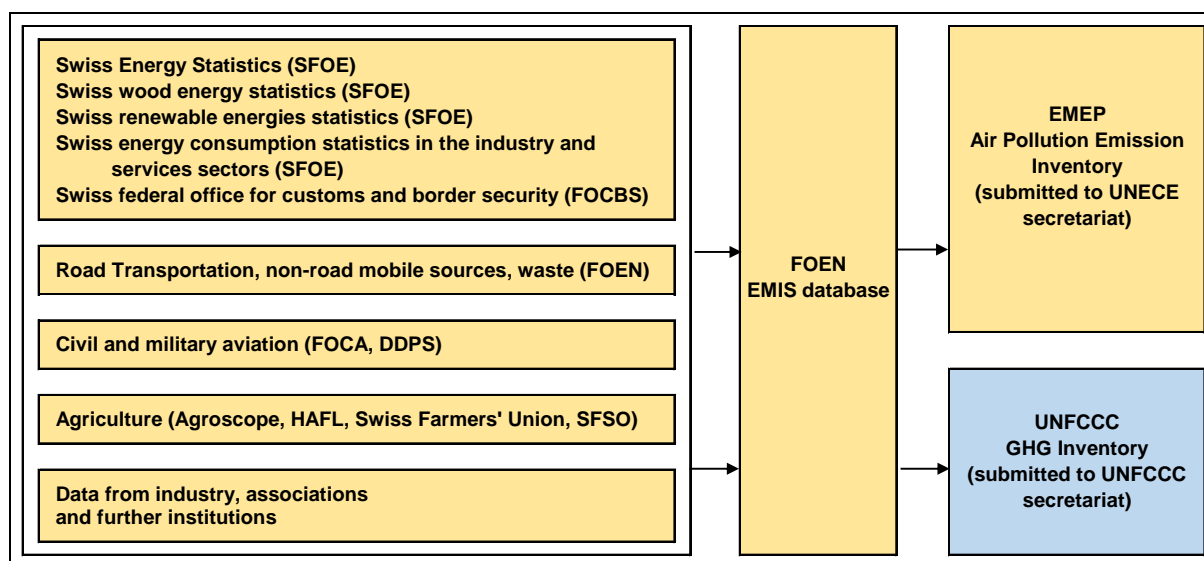 Swiss Energy Statistics (SFOE)
Swiss wood energy statistics (SFOE)
Swiss renewable energies statistics (SFOE)
Swiss energy consumption statistics in the industry and
services sectors (SFOE)
Swiss federal office for customs and border security (FOCBS)
Road Transportation, non-road mobile sources, waste (FOEN)
Civil and military aviation (FOCA, DDPS)
Agriculture (Agroscope, HAFL, Swiss Farmers' Union, SFSO)
Data from industry, associations
and further institutions
FOEN
EMIS database
EMEP
Air Pollution Emission
Inventory
(submitted to UNECE
secretariat)
UNFCCC
GHG Inventory
(submitted to UNFCCC
secretariat)